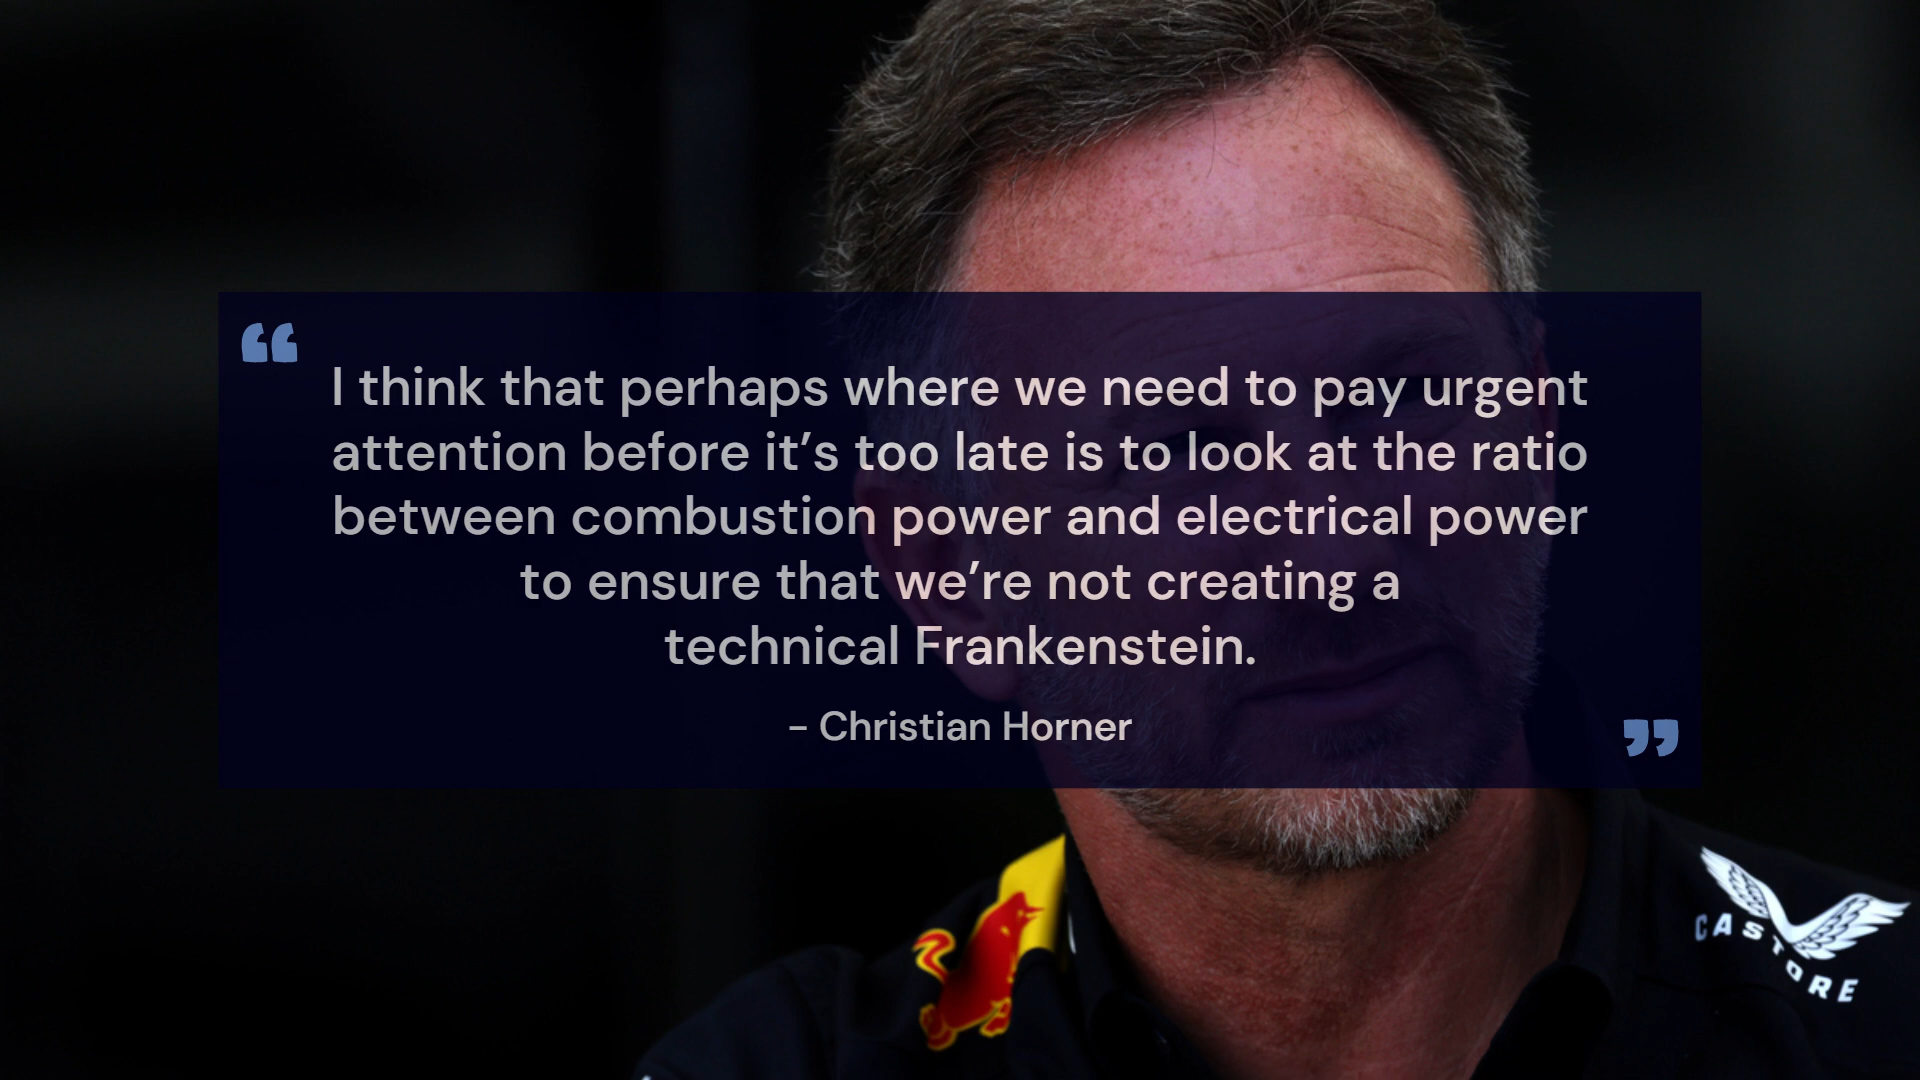 “
I think that perhaps where we need to pay urgent
attention before it’s too late is to look at the ratio
between combustion power and electrical power
to ensure that we’re not creating a
technical Frankenstein.
– Christian Horner
”
CASTORE